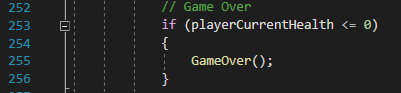 252 // Game Over
253 if (playerCurrentHealth <= 0)
254 {
255 GameOver();
256 }